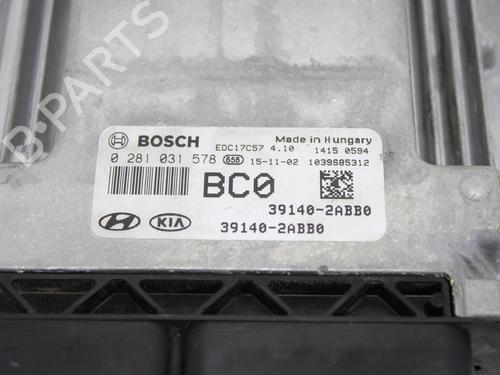 BOSCH EDC17C57 4.10 Made in Hungary
1415 0594
0 281 031 578 656 15-11-02 1039S85312
BC0
39140-2ABB0
KIA 39140-2ABB0
B-Parts